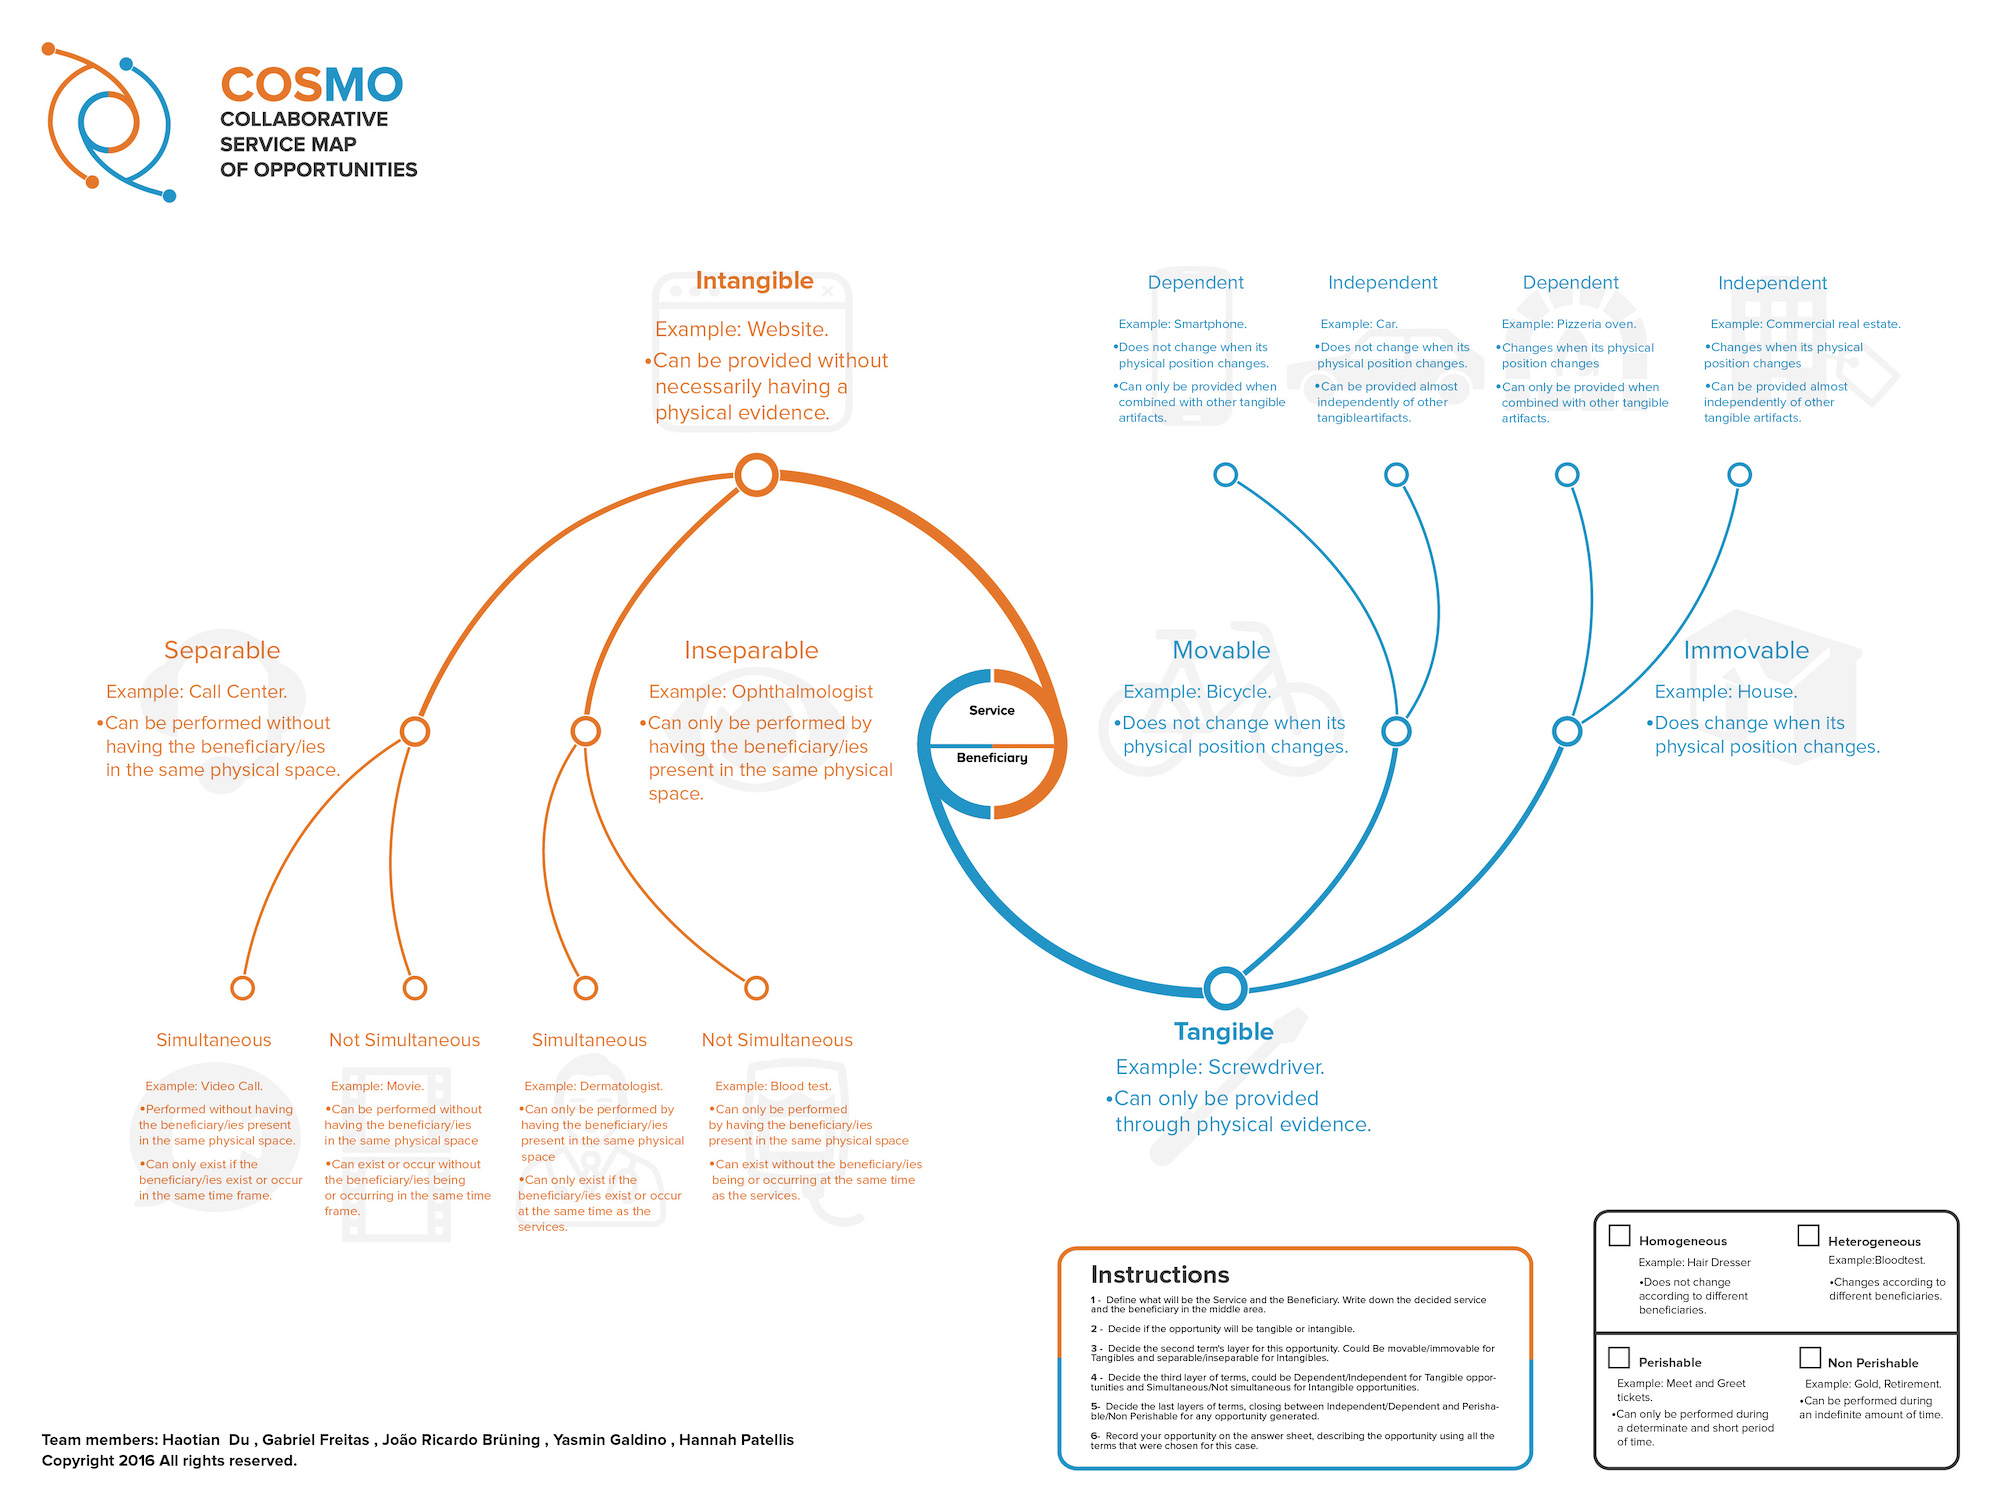 COSMO
COLLABORATIVE
SERVICE MAP
OF OPPORTUNITIES
Intangible
Example: Website.
•Can be provided without
necessarily having a
physical evidence.
Dependent
Example: Smartphone.
•Does not change when its
physical position changes.
•Can only be provided when
combined with other tangible
artifacts.
Independent
Example: Car.
•Does not change when its
physical position changes.
•Can be provided almost
independently of other
tangibleartifacts.
Dependent
Example: Pizzeria oven.
•Changes when its physical
position changes
•Can only be provided when
combined with other tangible
artifacts.
Independent
Example: Commercial real estate.
•Changes when its physical
position changes
•Can be provided almost
independently of other
tangible artifacts.
Separable
Example: Call Center.
•Can be performed without
having the beneficiary/ies
in the same physical space.
Inseparable
Example: Ophthalmologist
•Can only be performed by
having the beneficiary/ies
present in the same physical
space.
Service
Beneficiary
Movable
Example: Bicycle.
•Does not change when its
physical position changes.
Immovable
Example: House.
•Does change when its
physical position changes.
Simultaneous
Example: Video Call.
•Performed without having
the beneficiary/ies present
in the same physical space.
•Can only exist if the
beneficiary/ies exist or occur
in the same time frame.
Not Simultaneous
Example: Movie.
•Can be performed without
having the beneficiary/ies
in the same physical space
•Can exist or occur without
the beneficiary/ies being
or occurring in the same time
frame.
Simultaneous
Example: Dermatologist.
•Can only be performed by
having the beneficiary/ies
present in the same physical
space
•Can only exist if the
beneficiary/ies exist or occur
at the same time as the
services.
Not Simultaneous
Example: Blood test.
•Can only be performed
by having the beneficiary/ies
present in the same physical space
•Can exist without the beneficiary/ies
being or occurring at the same time
as the services.
Tangible
Example: Screwdriver.
•Can only be provided
through physical evidence.
Instructions
1 - Define what will be the Service and the Beneficiary. Write down the decided service
and the beneficiary in the middle area.
2 - Decide if the opportunity will be tangible or intangible.
3 - Decide the second term's layer for this opportunity. Could Be movable/immovable for
Tangibles and separable/inseparable for Intangibles.
4 - Decide the third layer of terms, could be Dependent/Independent for Tangible oppor-
tunities and Simultaneous/Not simultaneous for Intangible opportunities.
5- Decide the last layers of terms, closing between Independent/Dependent and Perisha-
ble/Non Perishable for any opportunity generated.
6- Record your opportunity on the answer sheet, describing the opportunity using all the
terms that were chosen for this case.
Homogeneous
Example: Hair Dresser
•Does not change
according to different
beneficiaries.
Heterogeneous
Example:Bloodtest.
•Changes according to
different beneficiaries.
Perishable
Example: Meet and Greet
tickets.
•Can only be performed during
a determinate and short period
of time.
Non Perishable
Example: Gold, Retirement.
•Can be performed during
an indefinite amount of time.
Team members: Haotian Du , Gabriel Freitas , João Ricardo Brüning , Yasmin Galdino , Hannah Patellis
Copyright 2016 All rights reserved.